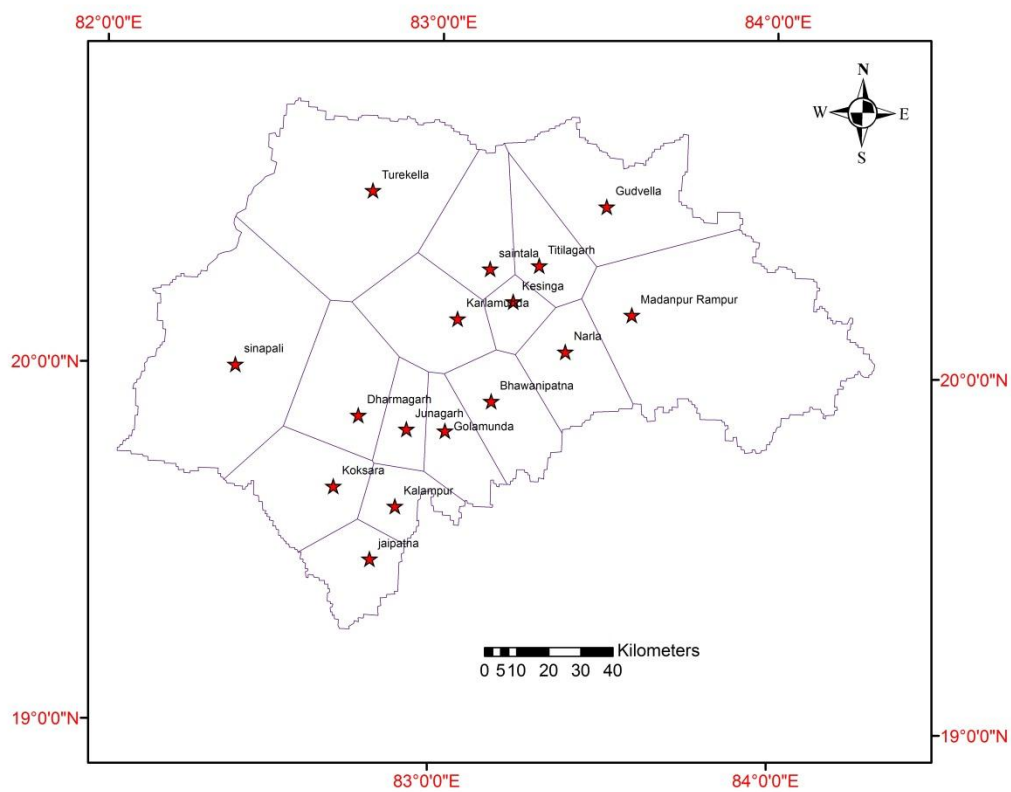 82°0'0"E 83°0'0"E 84°0'0"E
N
W E
S
Turekella
Gudvella
saintala Titilagarh
Kesinga
Karlamunda
Madanpur Rampur
Narla
20°0'0"N
20°0'0"N
sinapali
Bhawanipatna
Dharmagarh
Junagarh
Golamunda
Koksara
Kalampur
jaipatna
Kilometers
0 5 10 20 30 40
19°0'0"N
19°0'0"N
83°0'0"E 84°0'0"E